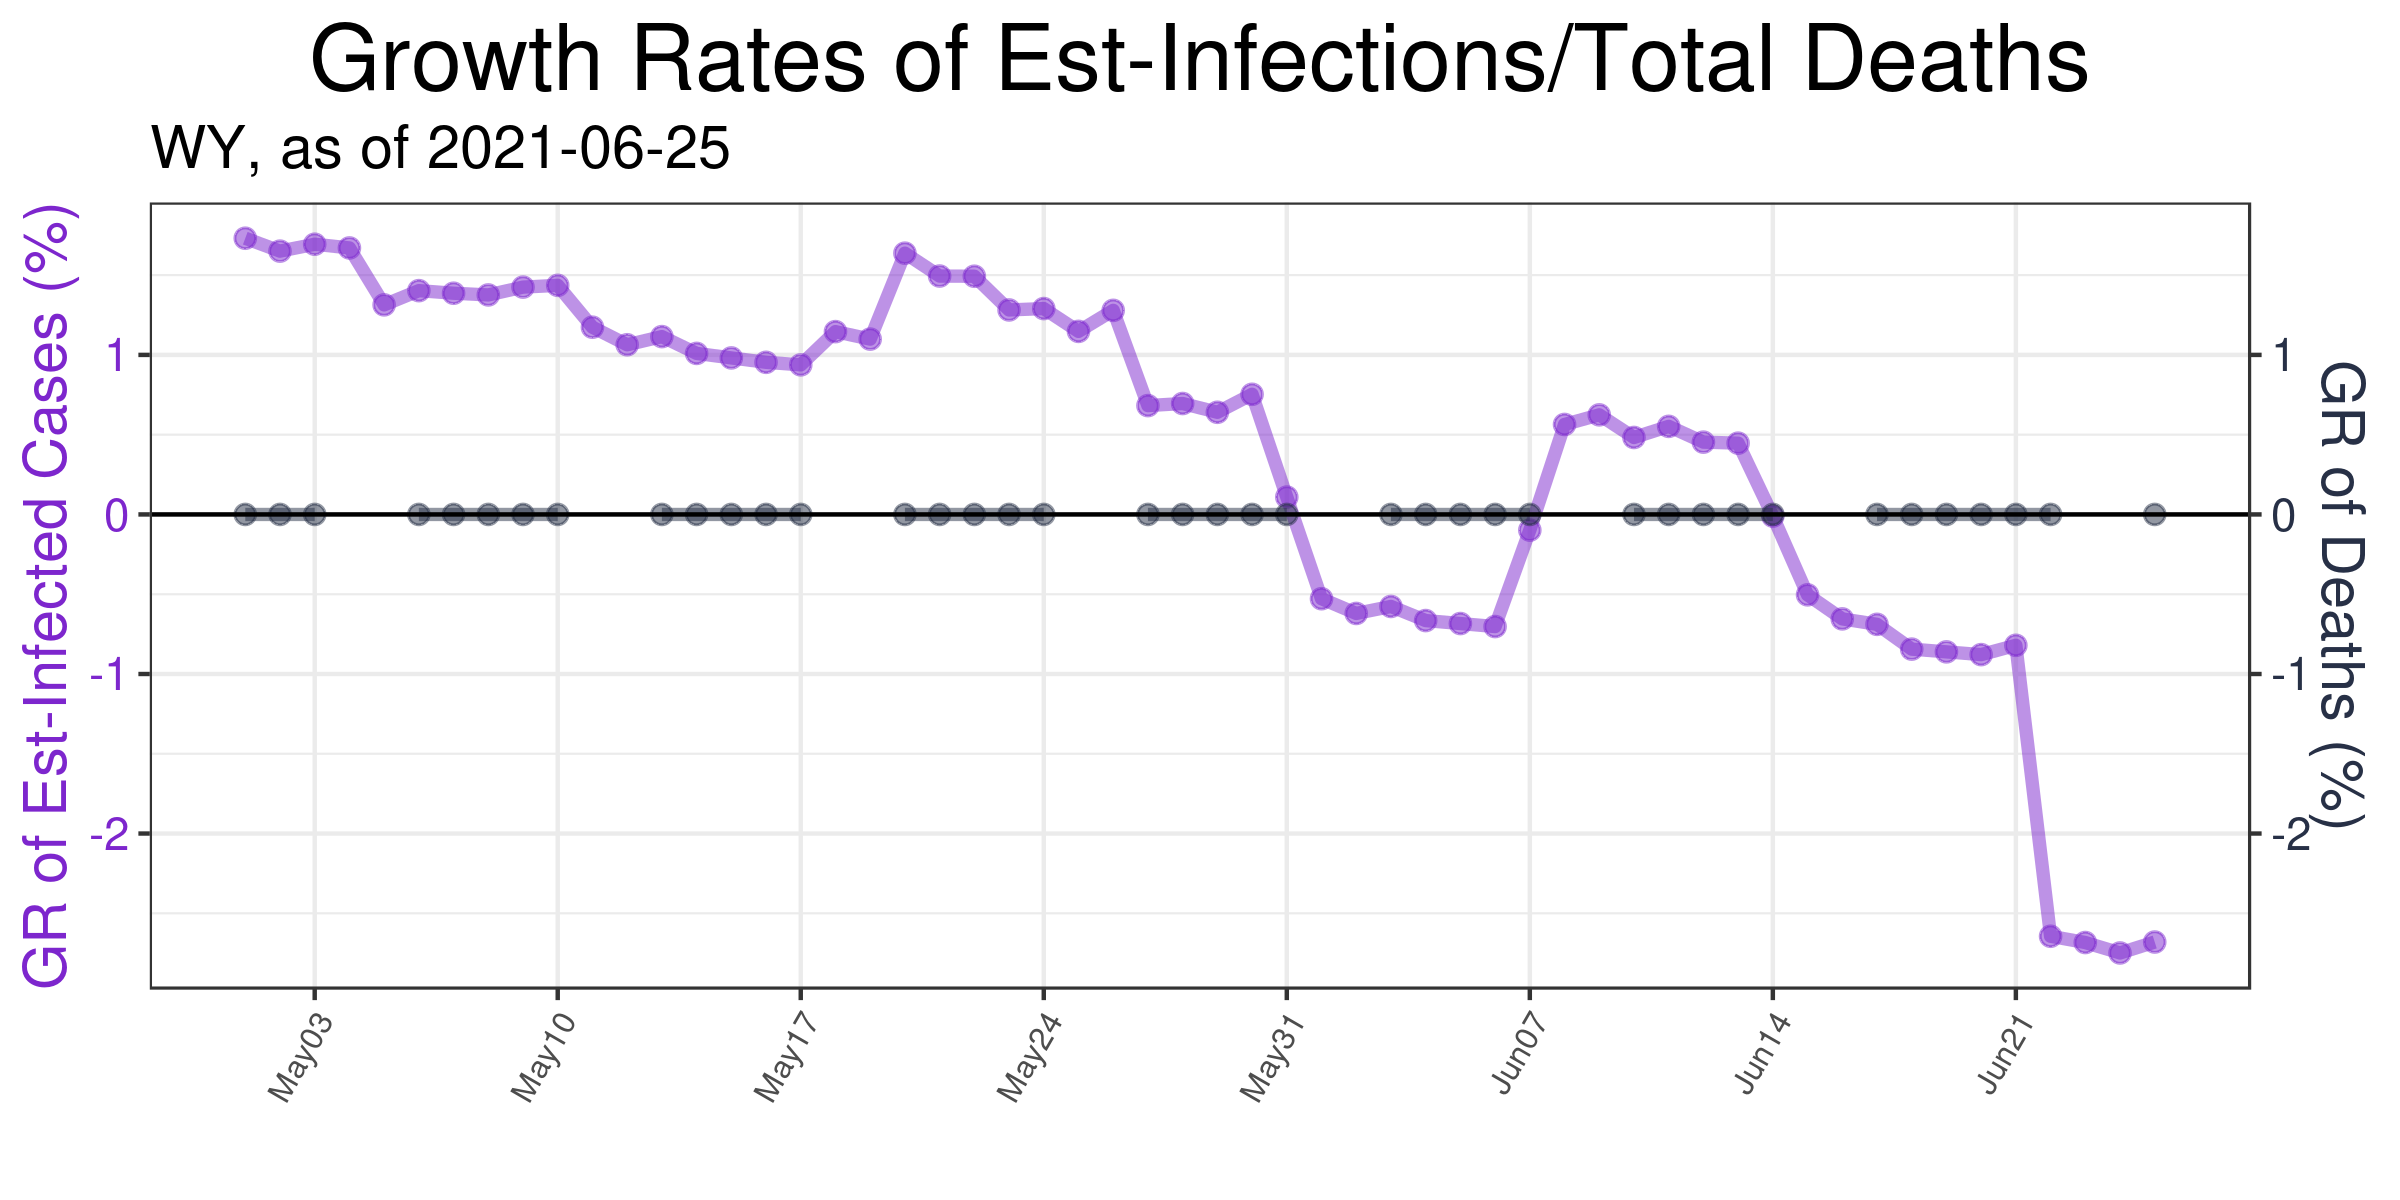 Growth Rates of Est-Infections/Total Deaths
WY, as of 2021-06-25
GR of Est-Infected Cases (%)
1
0
-1
-2
1
0
-1
-2
GR of Deaths (%)
May03
May10
May17
May24
May31
Jun07
Jun14
Jun21